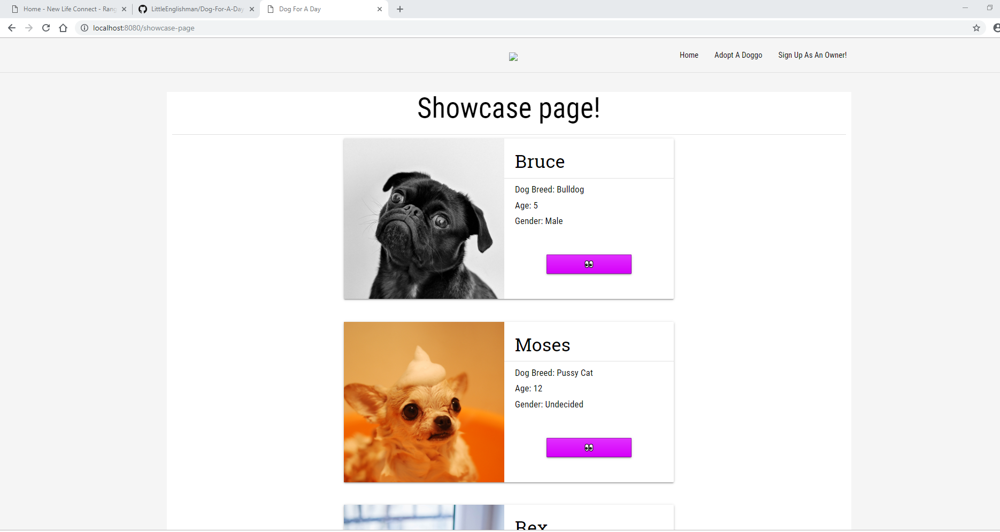 Home - New Life Connect - Rang
LittleEnglishman/Dog-For-A-Day
Dog For A Day
localhost:8080/showcase-page
Home
Adopt A Doggo
Sign Up As An Owner!
Showcase page!
Bruce
Dog Breed: Bulldog
Age: 5
Gender: Male
👀
Moses
Dog Breed: Pussy Cat
Age: 12
Gender: Undecided
👀
Rex